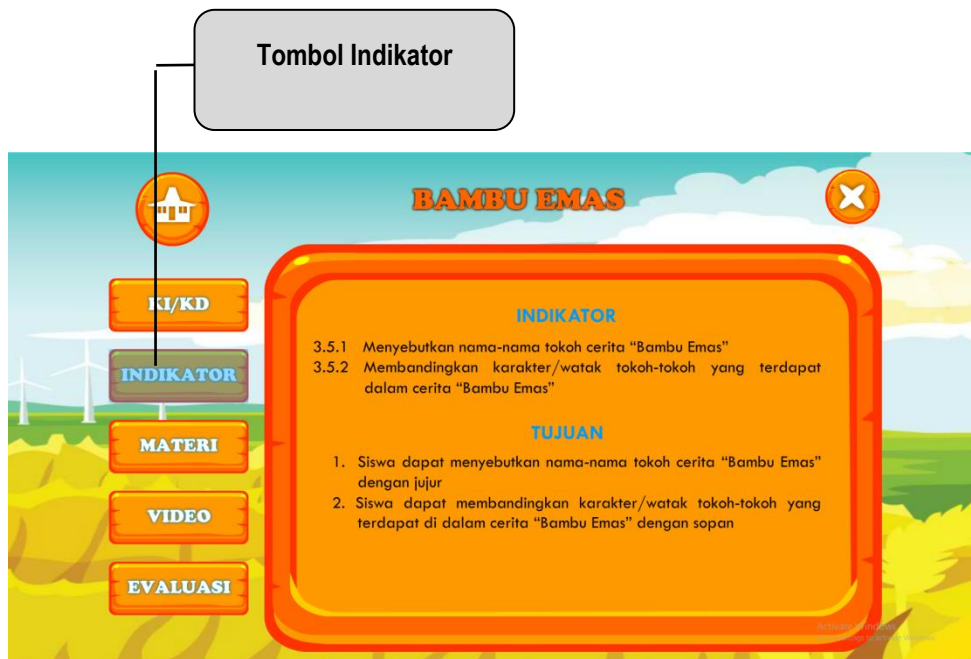 Tombol Indikator
BAMBU EMAS
KI/KD
INDIKATOR
MATERI
VIDEO
EVALUASI
INDIKATOR
3.5.1 Menyebutkan nama-nama tokoh cerita “Bambu Emas”
3.5.2 Membandingkan karakter/watak tokoh-tokoh yang terdapat
dalam cerita “Bambu Emas”
TUJUAN
1. Siswa dapat menyebutkan nama-nama tokoh cerita “Bambu Emas”
dengan jujur
2. Siswa dapat membandingkan karakter/watak tokoh-tokoh yang
terdapat di dalam cerita “Bambu Emas” dengan sopan
Activate Windows